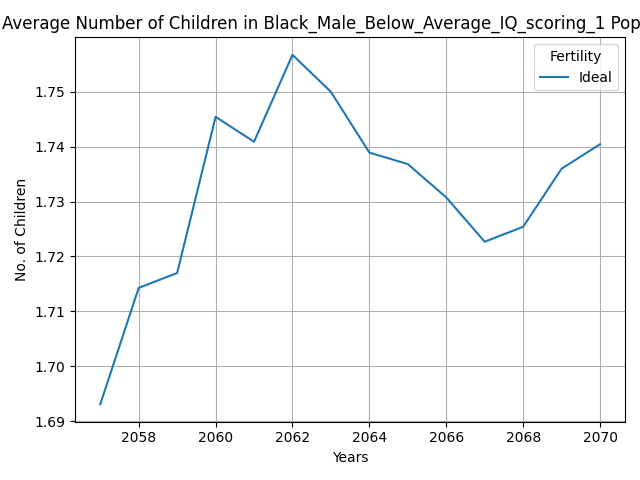 Average Number of Children in Black_Male_Below_Average_IQ_scoring_1 Pop
Fertility
Ideal
No. of Children
1.75
1.74
1.73
1.72
1.71
1.70
1.69
2058 2060 2062 2064 2066 2068 2070
Years